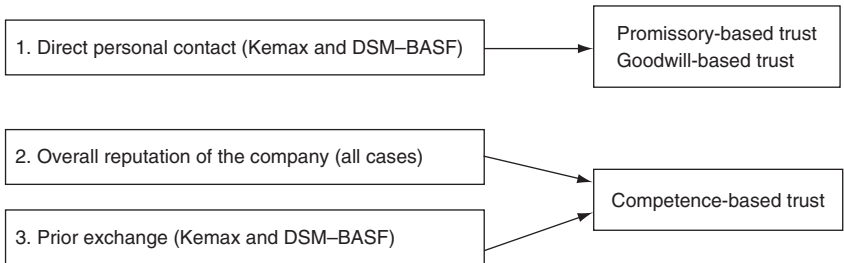 1. Direct personal contact (Kemax and DSM–BASF)
Promissory-based trust
Goodwill-based trust
2. Overall reputation of the company (all cases)
Competence-based trust
3. Prior exchange (Kemax and DSM–BASF)